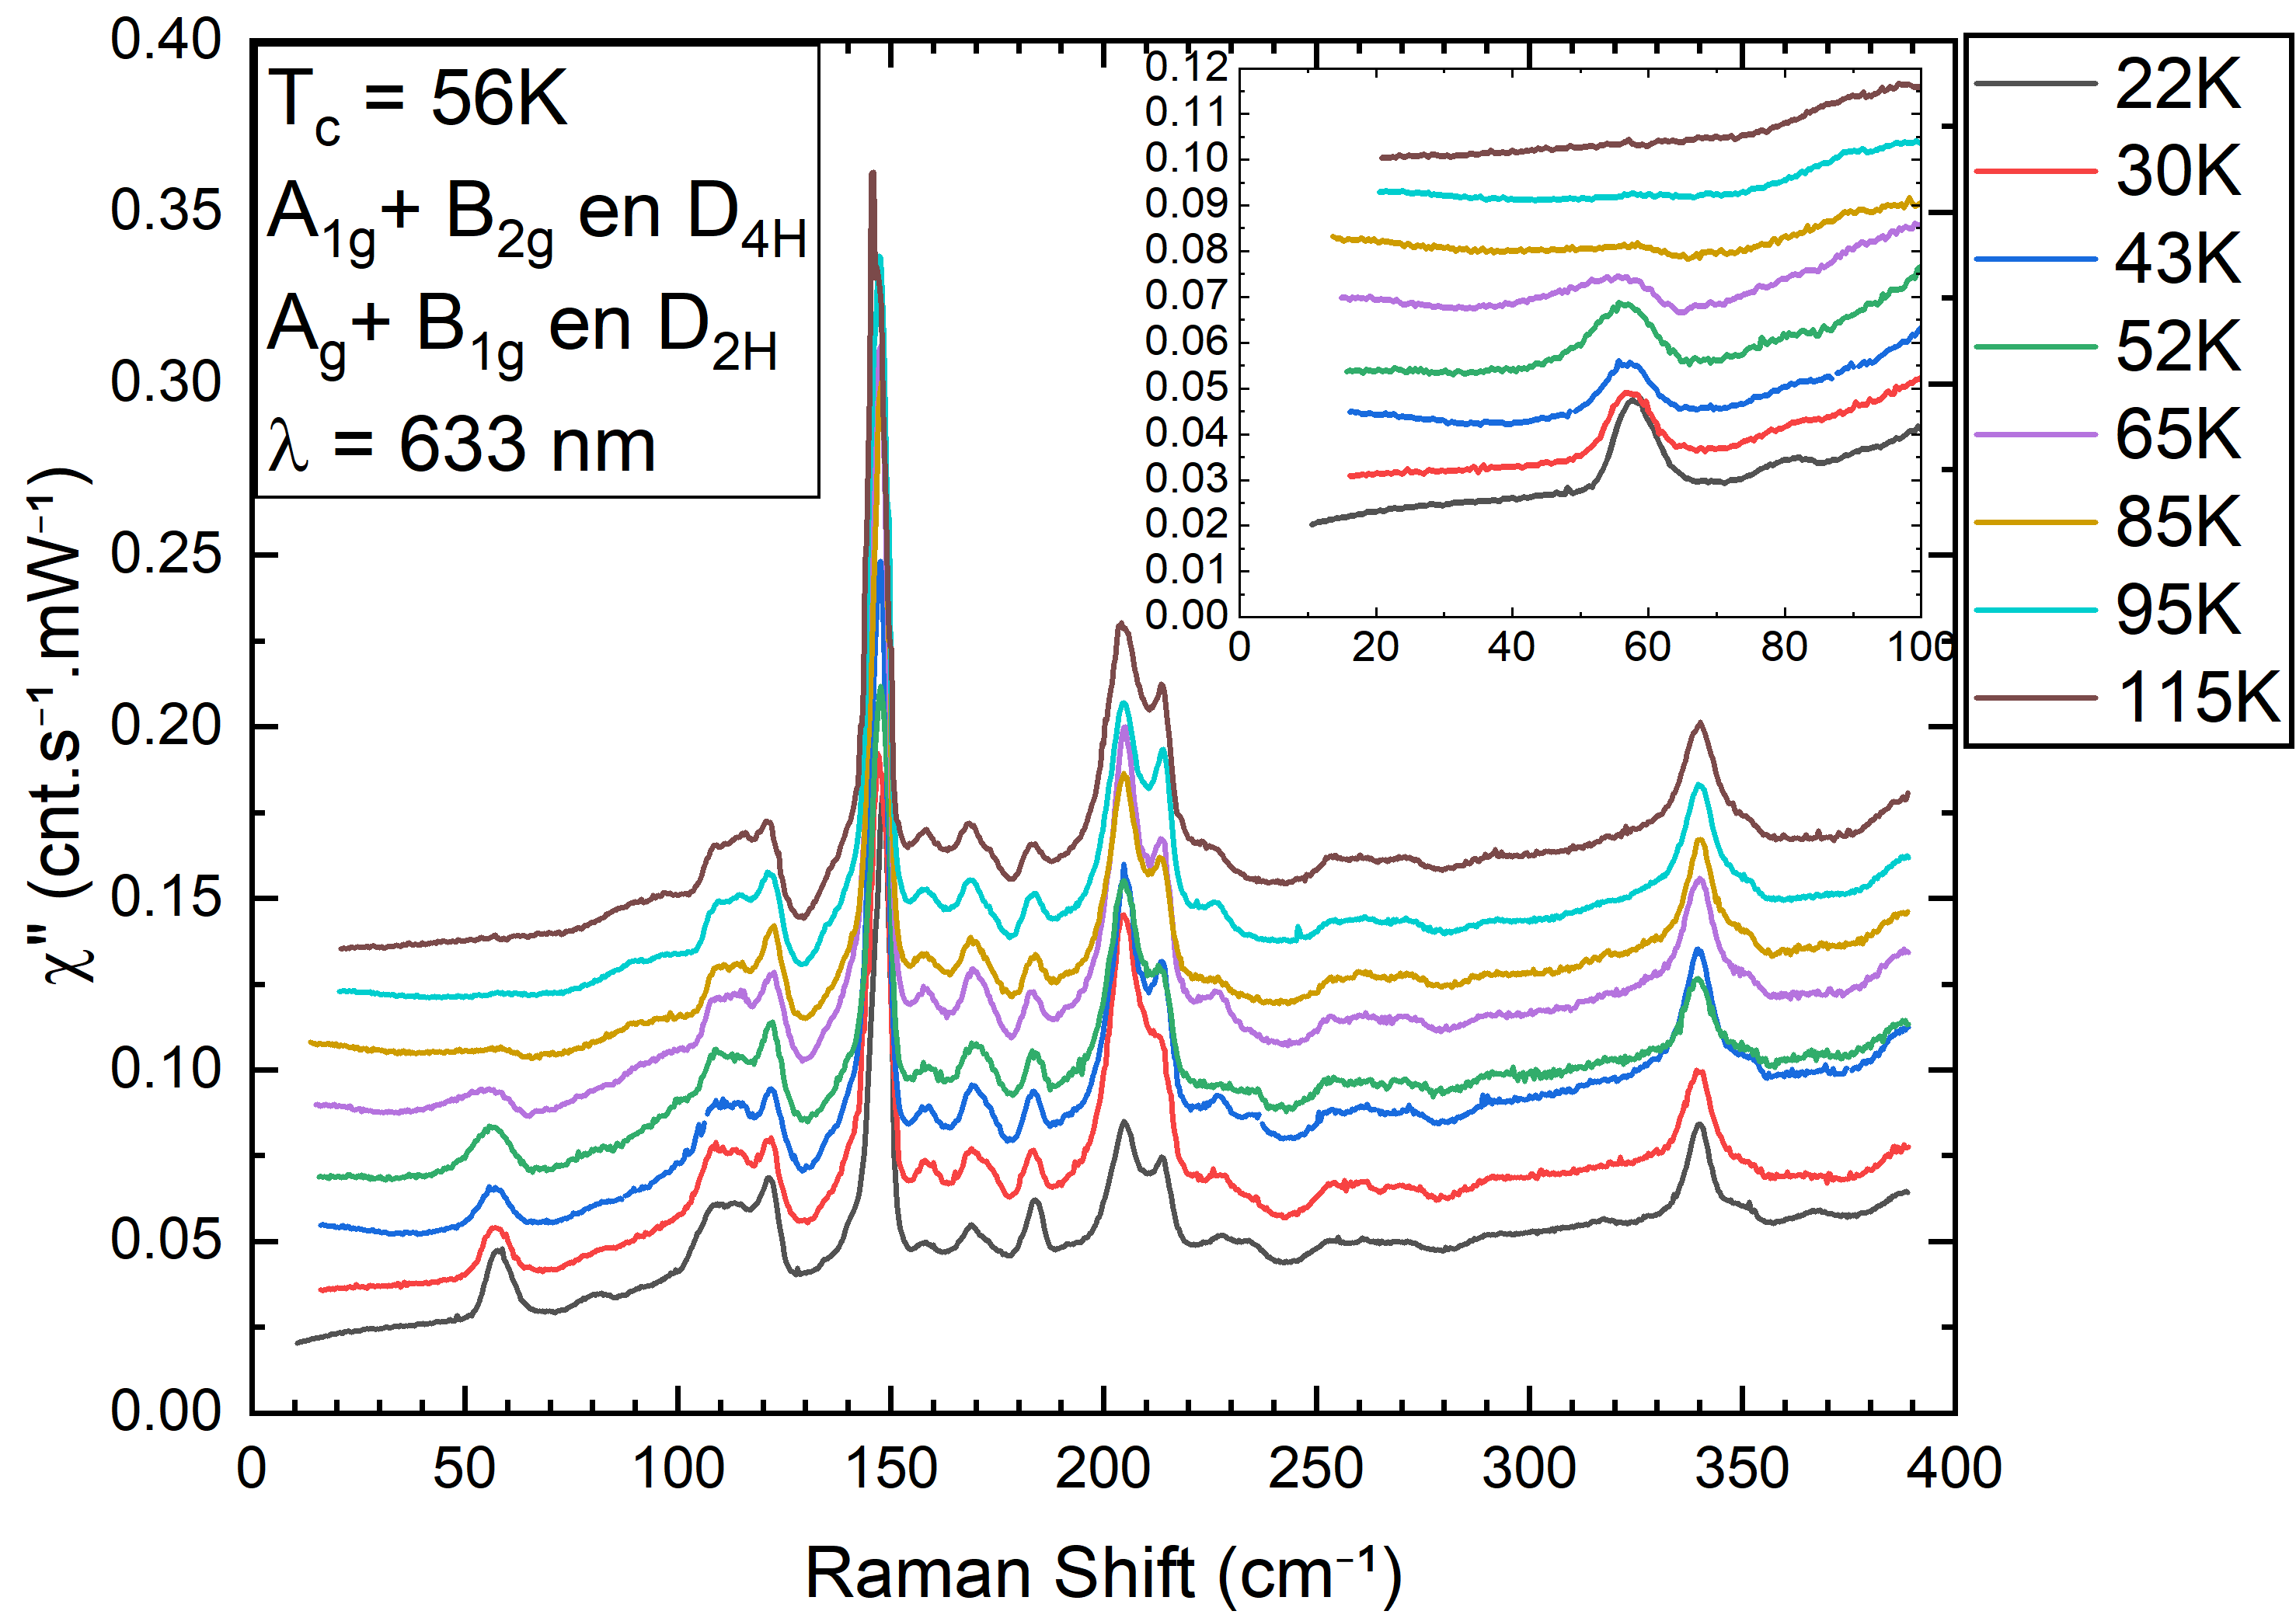 0.40
0.35
0.30
0.25
0.20
0.15
0.10
0.05
0.00
0
50
100
150
200
250
300
350
400
χ" (cnt.s⁻¹.mW⁻¹)
Raman Shift (cm⁻¹)
T_c = 56K
A_1g + B_2g en D_4H
A_g + B_1g en D_2H
λ = 633 nm
0.12
0.11
0.10
0.09
0.08
0.07
0.06
0.05
0.04
0.03
0.02
0.01
0.00
0
20
40
60
80
100
22K
30K
43K
52K
65K
85K
95K
115K